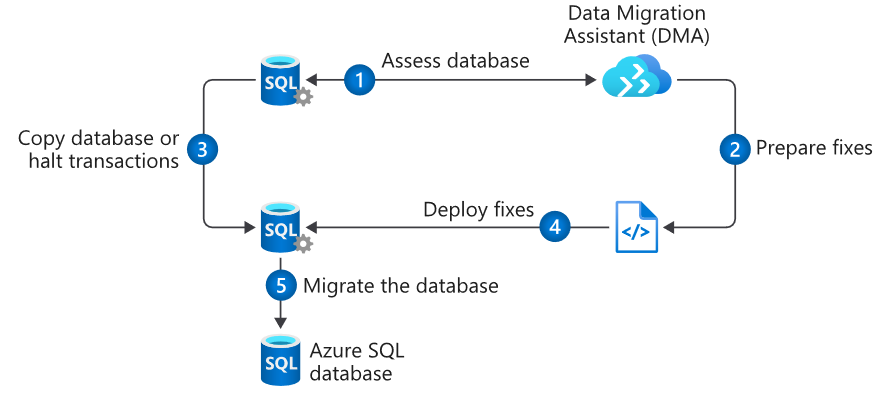 Data Migration
Assistant (DMA)
Assess database
SQL
1
Copy database or
halt transactions
3
2
Prepare fixes
Deploy fixes
SQL
4
</>
5
Migrate the database
SQL
Azure SQL
database